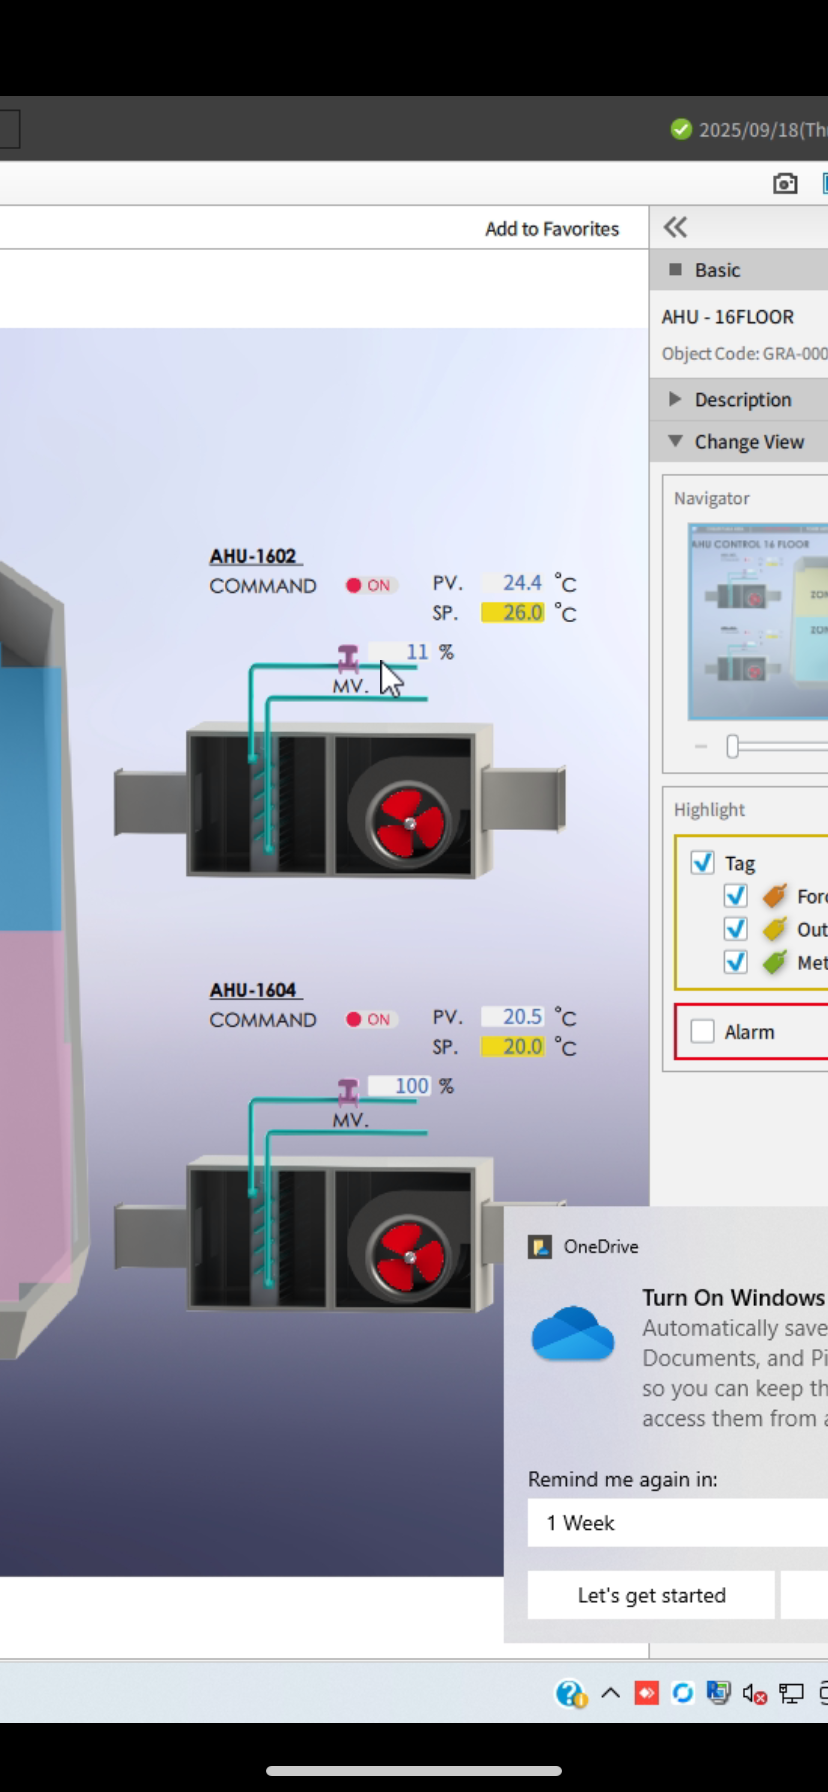 2025/09/18(Th
Add to Favorites
Basic
AHU - 16FLOOR
Object Code: GRA-000
Description
Change View
Navigator
AHU CONTROL 16 FLOOR
AHU-1602
COMMAND ON PV. 24.4 °C
SP. 26.0 °C
11 %
MV.
Highlight
Tag
Forc
Out
Met
AHU-1604
COMMAND ON PV. 20.5 °C
SP. 20.0 °C
100 %
MV.
Alarm
OneDrive
Turn On Windows
Automatically save
Documents, and Pi
so you can keep th
access them from a
Remind me again in:
1 Week
Let's get started